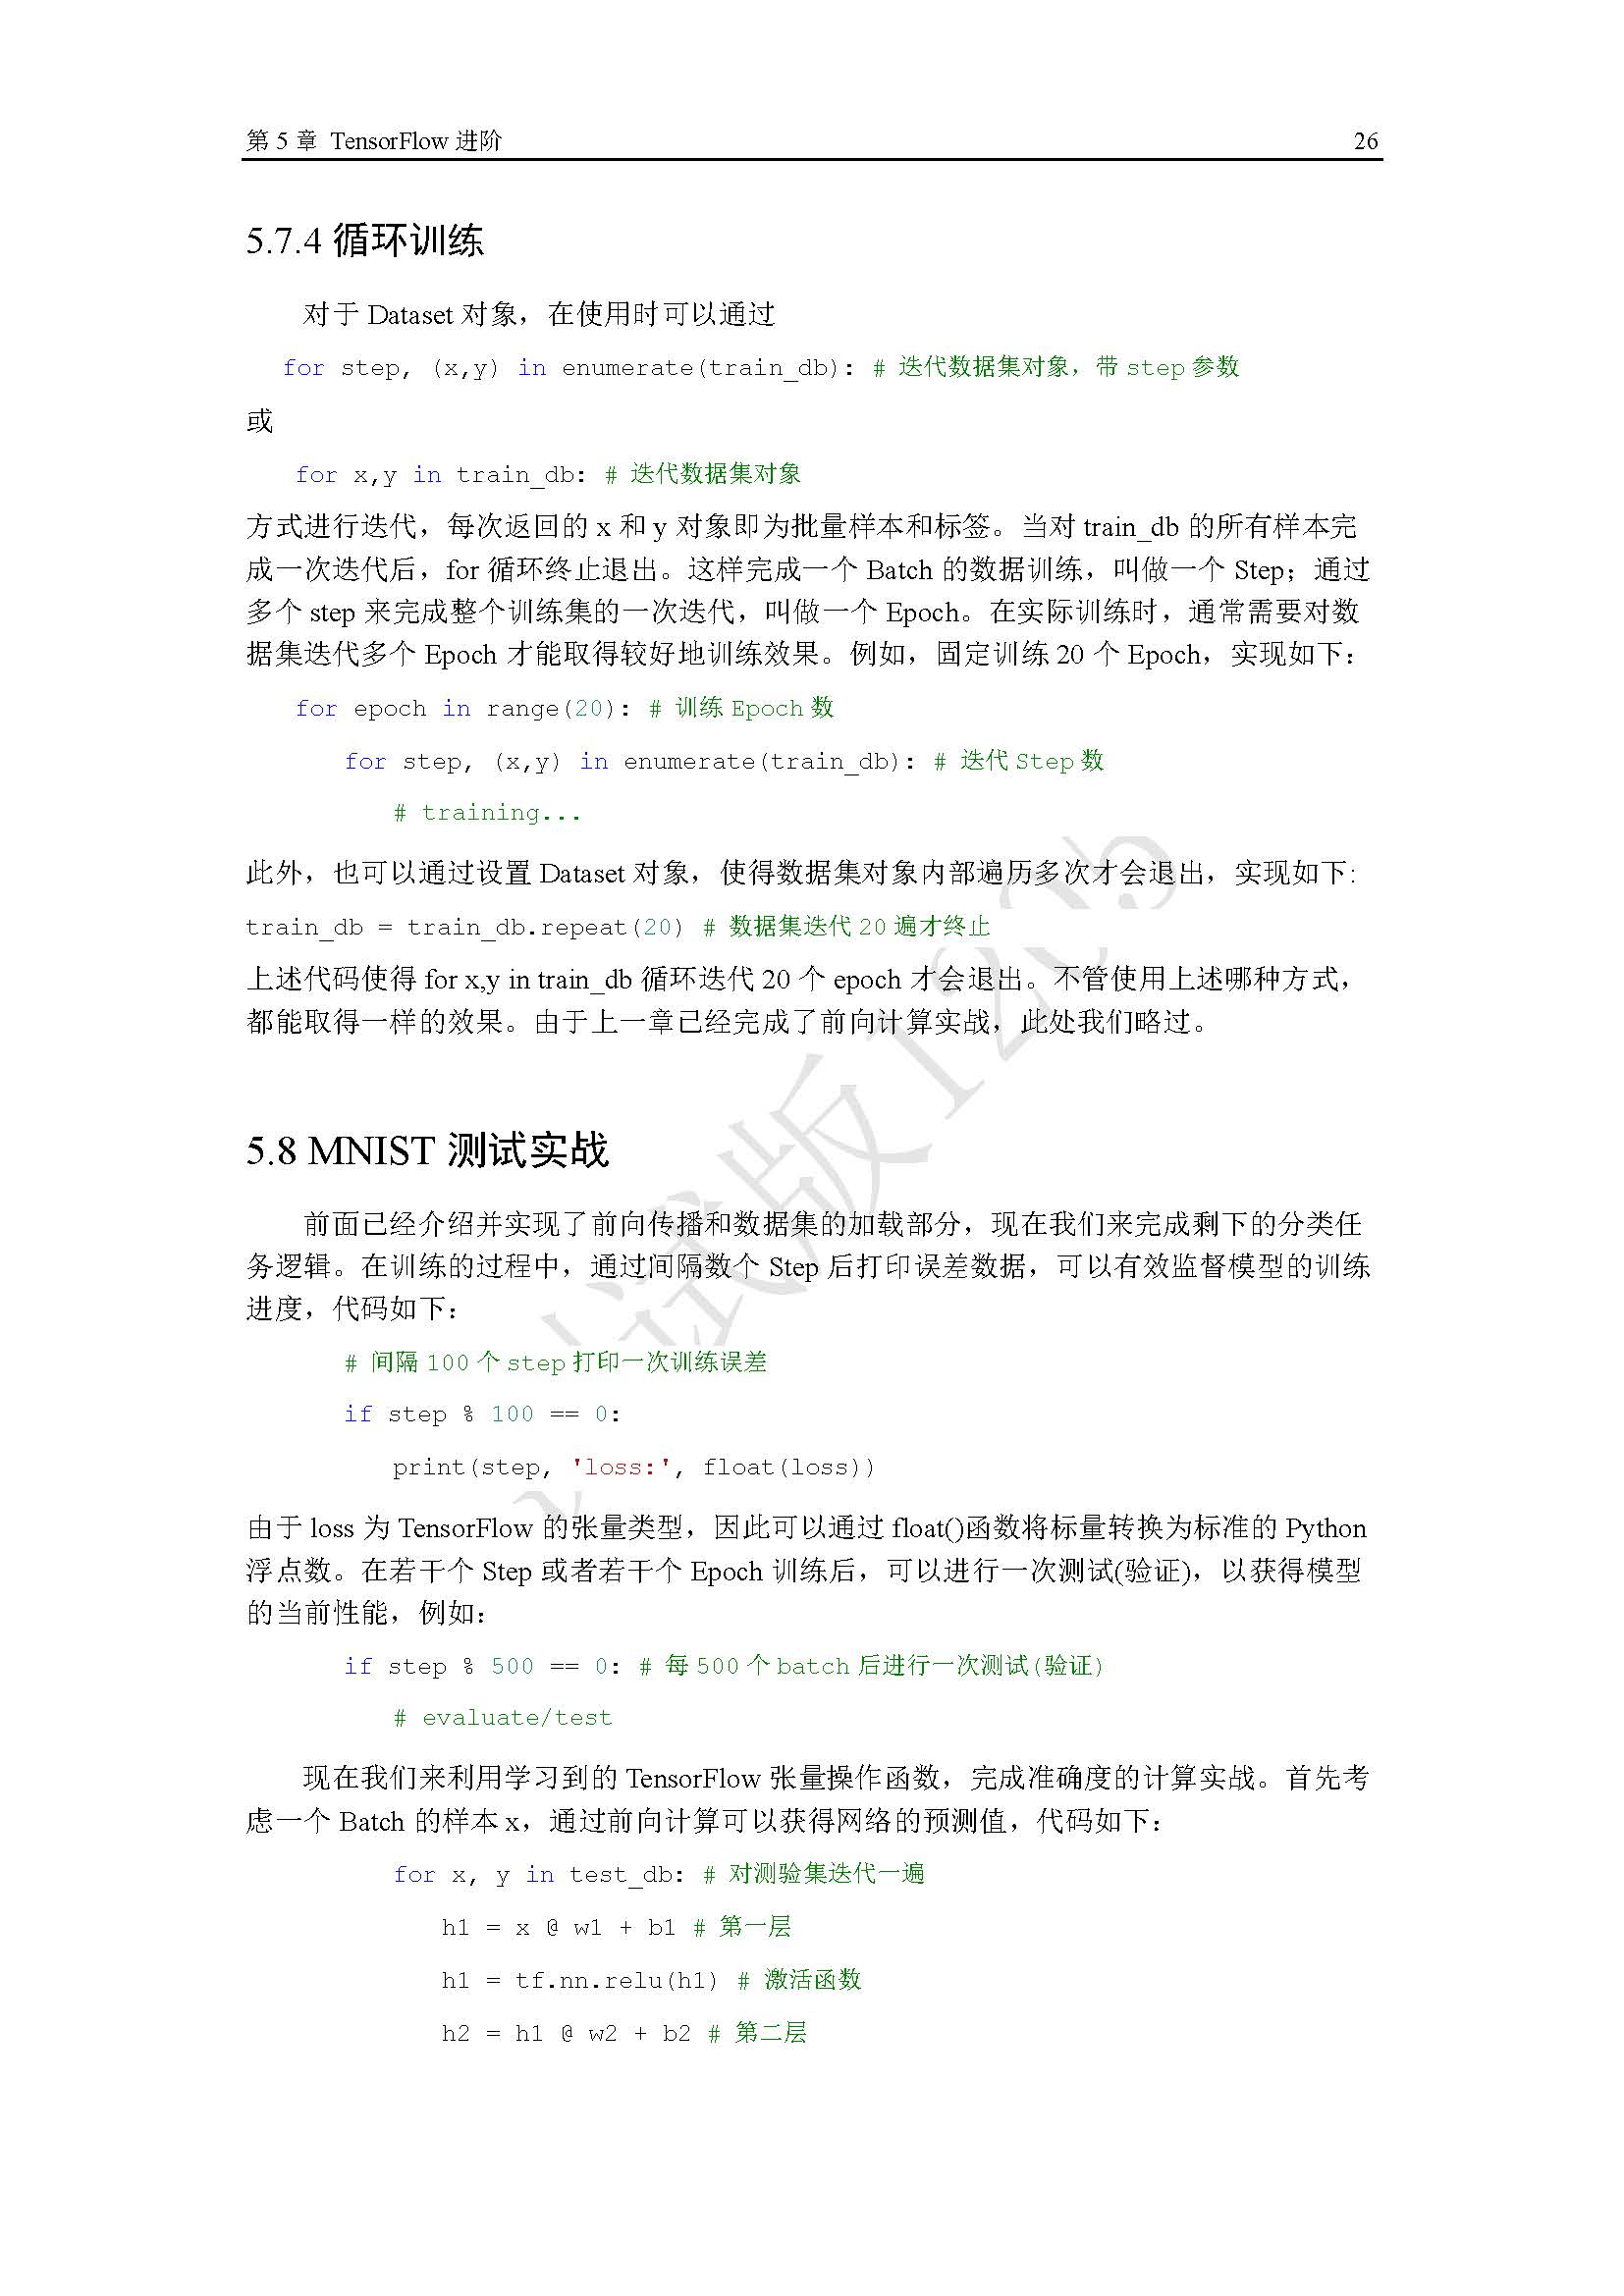 第 5 章 TensorFlow 进阶 26
5.7.4 循环训练
对于 Dataset 对象，在使用时可以通过
for step, (x,y) in enumerate(train_db): # 迭代数据集对象，带 step 参数
或
for x,y in train_db: # 迭代数据集对象
方式进行迭代，每次返回的 x 和 y 对象即为批量样本和标签。当对 train_db 的所有样本完
成一次迭代后，for 循环终止退出。这样完成一个 Batch 的数据训练，叫做一个 Step；通过
多个 step 来完成整个训练集的一次迭代，叫做一个 Epoch。在实际训练时，通常需要对数
据集迭代多个 Epoch 才能取得较好地训练效果。例如，固定训练 20 个 Epoch，实现如下：
for epoch in range(20): # 训练 Epoch 数
for step, (x,y) in enumerate(train_db): # 迭代 Step 数
# training...
此外，也可以通过设置 Dataset 对象，使得数据集对象内部遍历多次才会退出，实现如下:
train_db = train_db.repeat(20) # 数据集迭代 20 遍才终止
上述代码使得 for x,y in train_db 循环迭代 20 个 epoch 才会退出。不管使用上述哪种方式，
都能取得一样的效果。由于上一章已经完成了前向计算实战，此处我们略过。
5.8 MNIST 测试实战
前面已经介绍并实现了前向传播和数据集的加载部分，现在我们来完成剩下的分类任
务逻辑。在训练的过程中，通过间隔数个 Step 后打印误差数据，可以有效监督模型的训练
进度，代码如下：
# 间隔 100 个 step 打印一次训练误差
if step % 100 == 0:
print(step, 'loss:', float(loss))
由于 loss 为 TensorFlow 的张量类型，因此可以通过 float()函数将标量转换为标准的 Python
浮点数。在若干个 Step 或者若干个 Epoch 训练后，可以进行一次测试(验证)，以获得模型
的当前性能，例如：
if step % 500 == 0: # 每 500 个 batch 后进行一次测试(验证)
# evaluate/test
现在我们来利用学习到的 TensorFlow 张量操作函数，完成准确度的计算实战。首先考
虑一个 Batch 的样本 x，通过前向计算可以获得网络的预测值，代码如下：
for x, y in test_db: # 对测验集迭代一遍
h1 = x @ w1 + b1 # 第一层
h1 = tf.nn.relu(h1) # 激活函数
h2 = h1 @ w2 + b2 # 第二层